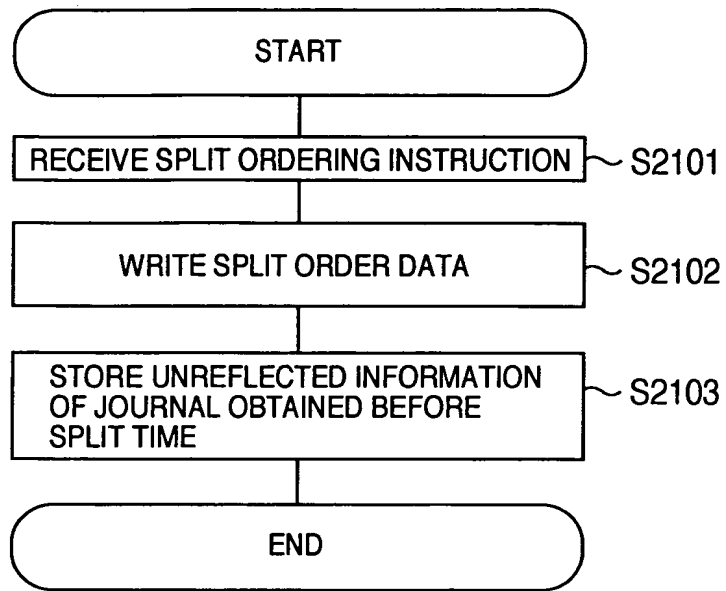 START
RECEIVE SPLIT ORDERING INSTRUCTION S2101
WRITE SPLIT ORDER DATA S2102
STORE UNREFLECTED INFORMATION S2103
OF JOURNAL OBTAINED BEFORE
SPLIT TIME
END